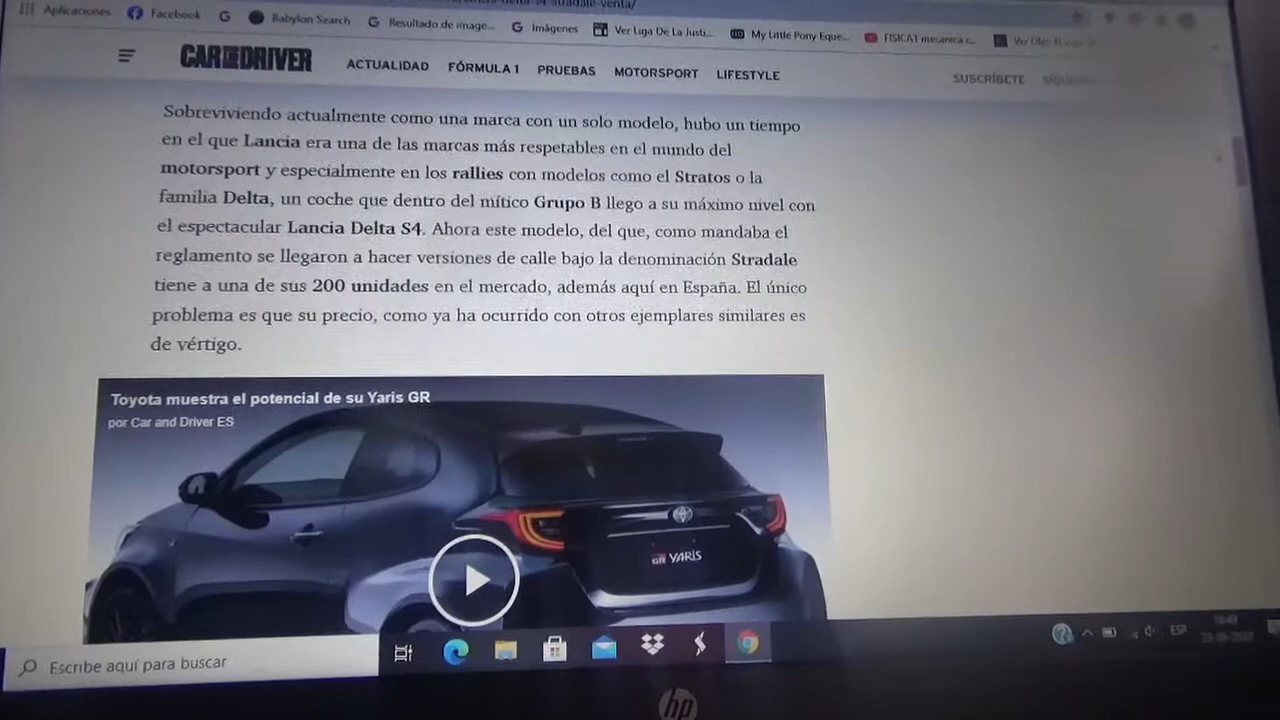 Aplicaciones Facebook Babylon Search Resultado de image... Imágenes Ver Liga De La Justi... My Little Pony Eque... FISICA1 mecanica c...
CAR AND DRIVER ACTUALIDAD FÓRMULA 1 PRUEBAS MOTORSPORT LIFESTYLE SUSCRÍBETE
Sobreviviendo actualmente como una marca con un solo modelo, hubo un tiempo
en el que Lancia era una de las marcas más respetables en el mundo del
motorsport y especialmente en los rallies con modelos como el Stratos o la
familia Delta, un coche que dentro del mítico Grupo B llego a su máximo nivel con
el espectacular Lancia Delta S4. Ahora este modelo, del que, como mandaba el
reglamento se llegaron a hacer versiones de calle bajo la denominación Stradale
tiene a una de sus 200 unidades en el mercado, además aquí en España. El único
problema es que su precio, como ya ha ocurrido con otros ejemplares similares es
de vértigo.
Toyota muestra el potencial de su Yaris GR
por Car and Driver ES
GR YARIS
Escribe aquí para buscar
ESP
hp